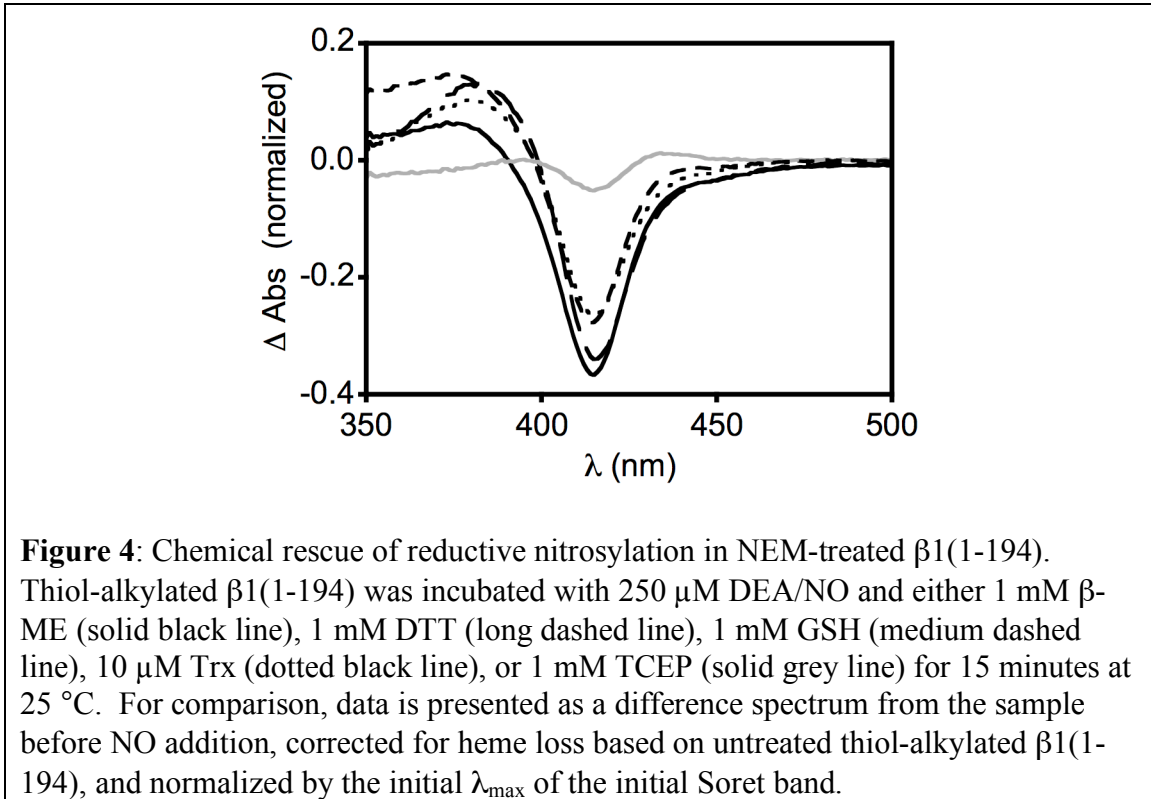 0.2
0.0
-0.2
-0.4
Δ Abs (normalized)
350 400 450 500
λ (nm)
Figure 4: Chemical rescue of reductive nitrosylation in NEM-treated β1(1-194).
Thiol-alkylated β1(1-194) was incubated with 250 µM DEA/NO and either 1 mM β-
ME (solid black line), 1 mM DTT (long dashed line), 1 mM GSH (medium dashed
line), 10 µM Trx (dotted black line), or 1 mM TCEP (solid grey line) for 15 minutes at
25 °C. For comparison, data is presented as a difference spectrum from the sample
before NO addition, corrected for heme loss based on untreated thiol-alkylated β1(1-
194), and normalized by the initial λmax of the initial Soret band.